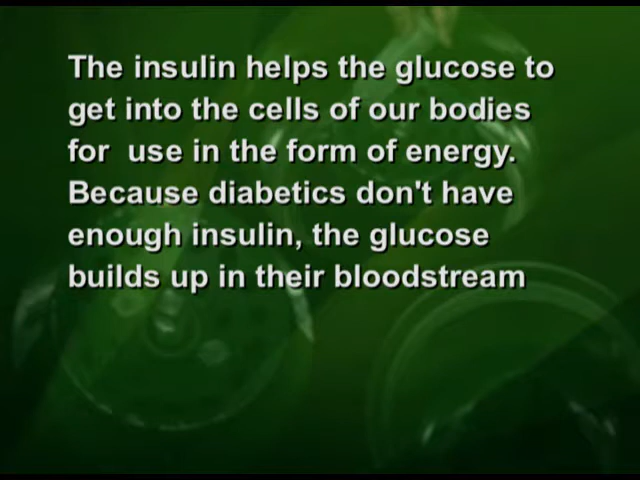 The insulin helps the glucose to
get into the cells of our bodies
for  use in the form of energy.
Because diabetics don't have
enough insulin, the glucose
builds up in their bloodstream